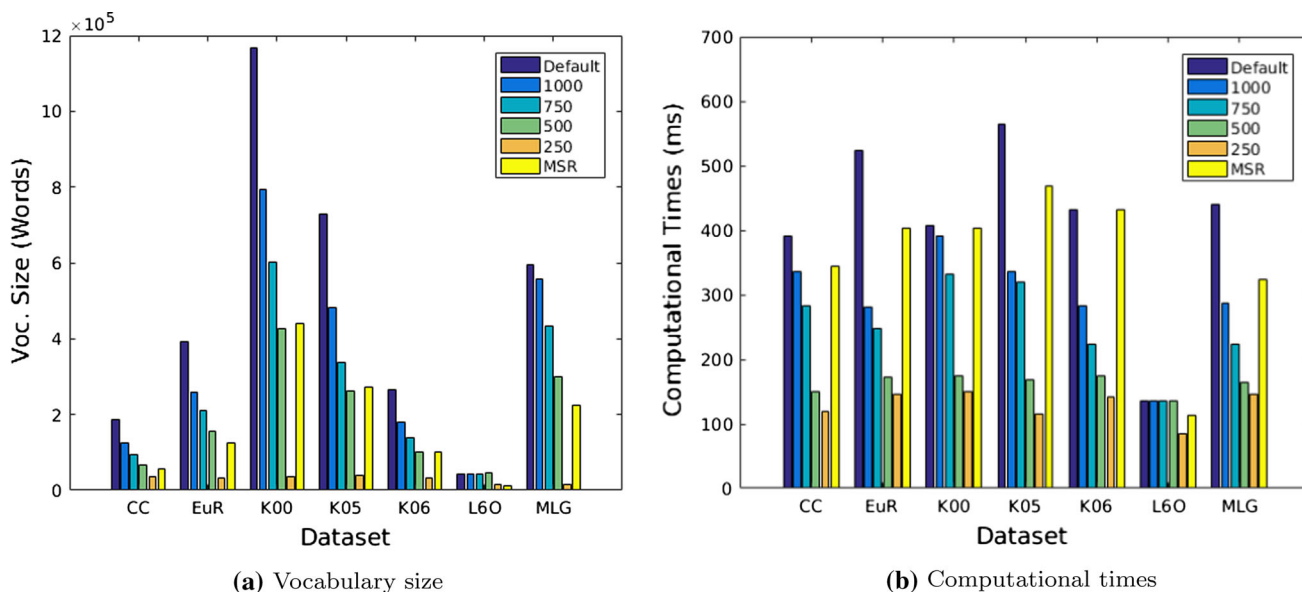 ×10⁵
12
10
8
6
4
2
0
Voc. Size (Words)
Default
1000
750
500
250
MSR
CC EuR K00 K05 K06 L6O MLG
Dataset
(a) Vocabulary size
700
600
500
400
300
200
100
0
Computational Times (ms)
Default
1000
750
500
250
MSR
CC EuR K00 K05 K06 L6O MLG
Dataset
(b) Computational times